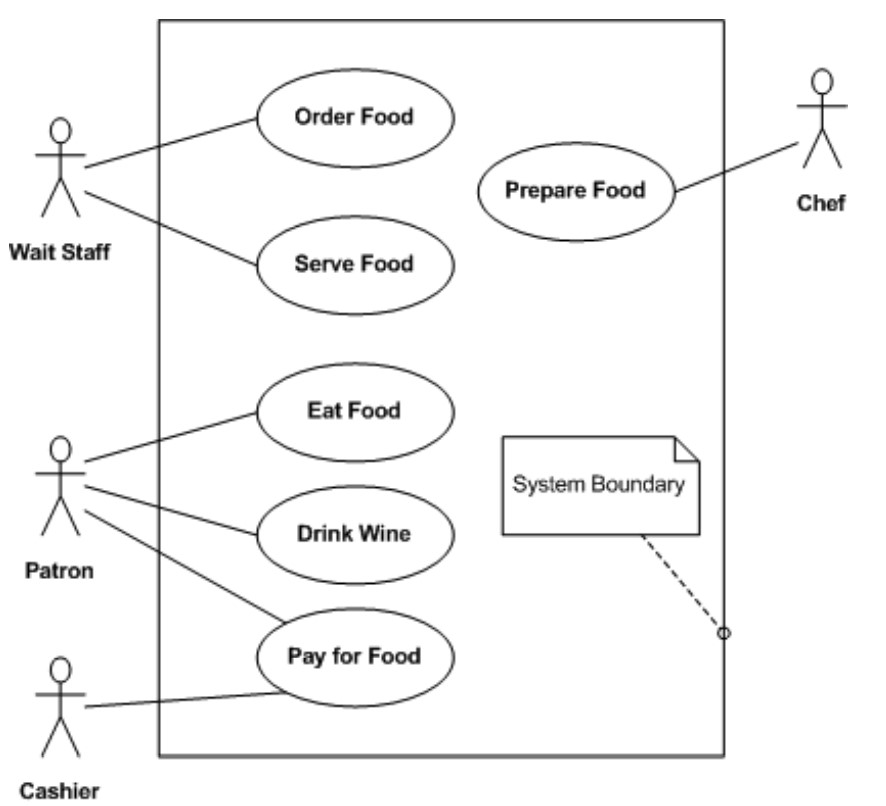 Order Food
Prepare Food
Chef
Wait Staff
Serve Food
Eat Food
System Boundary
Drink Wine
Patron
Pay for Food
Cashier